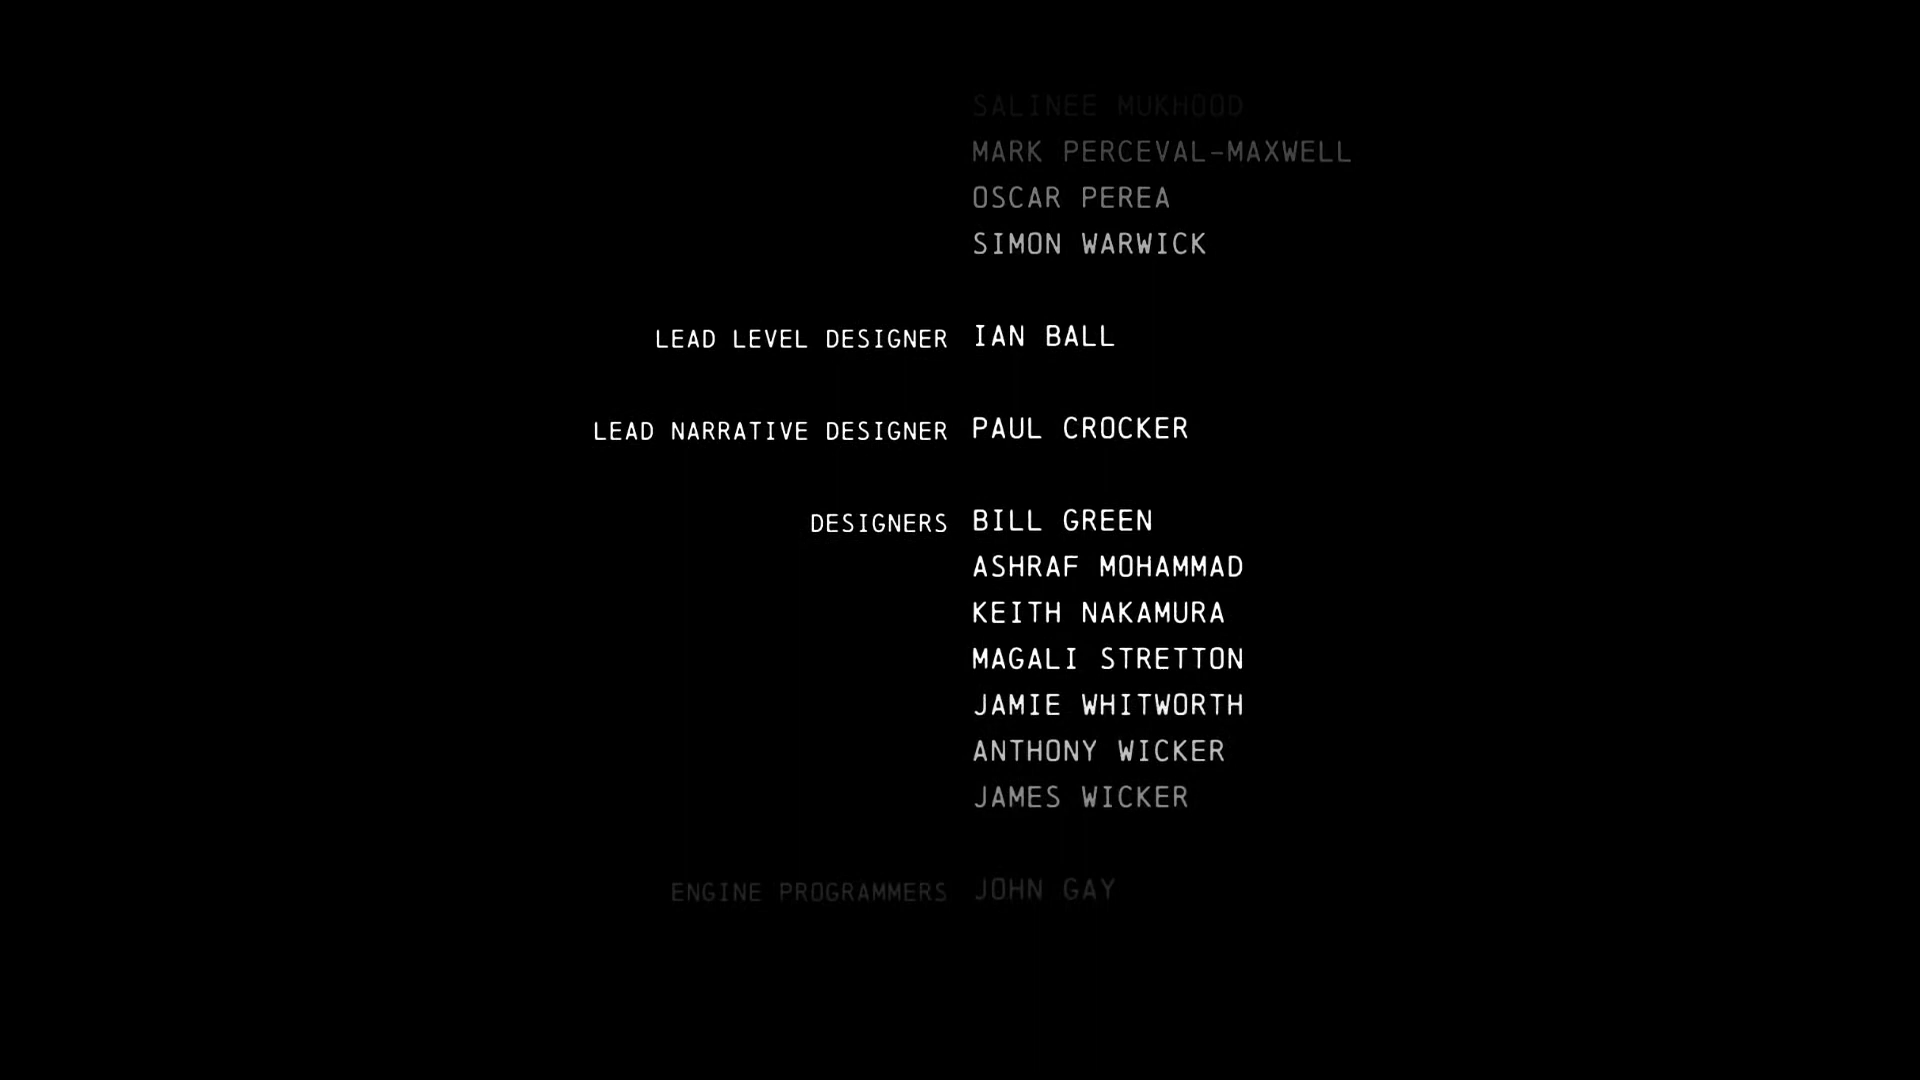 SALINEE MUKHOOD
MARK PERCEVAL-MAXWELL
OSCAR PEREA
SIMON WARWICK
LEAD LEVEL DESIGNER IAN BALL
LEAD NARRATIVE DESIGNER PAUL CROCKER
DESIGNERS BILL GREEN
ASHRAF MOHAMMAD
KEITH NAKAMURA
MAGALI STRETTON
JAMIE WHITWORTH
ANTHONY WICKER
JAMES WICKER
ENGINE PROGRAMMERS JOHN GAY